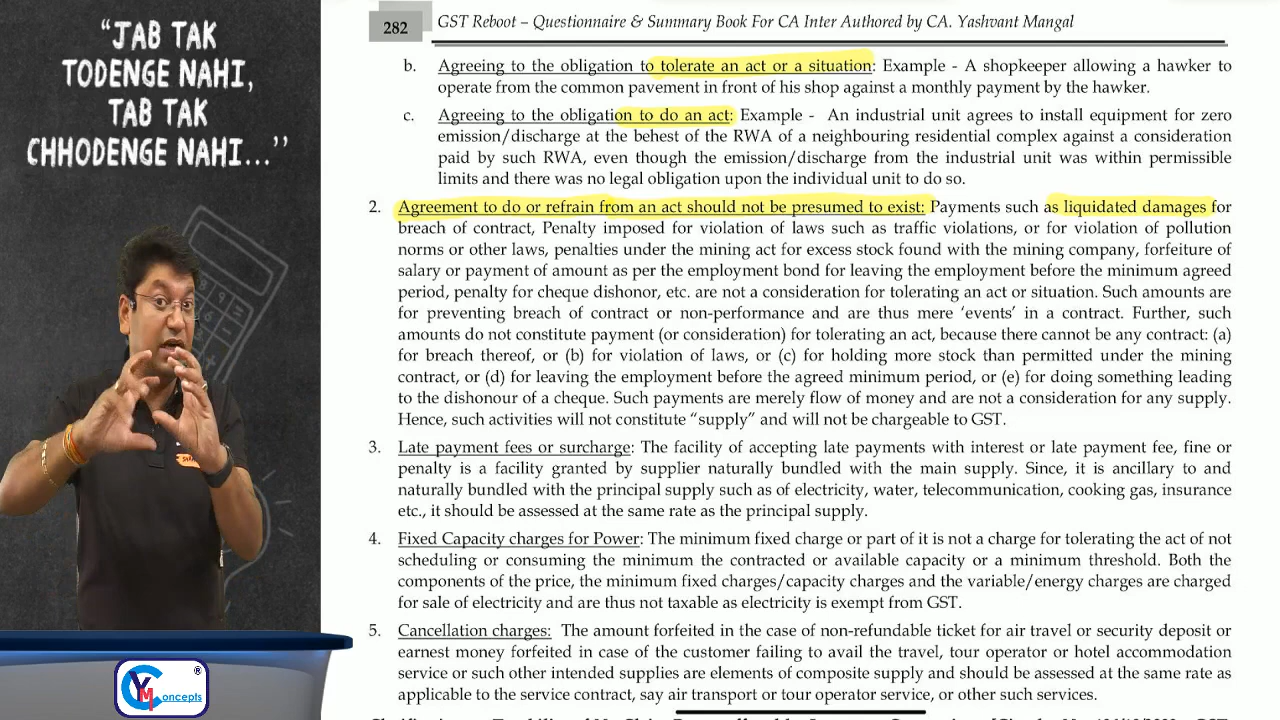 "JAB TAK
TODENGE NAHI,
TAB TAK
CHHODENGE NAHI...''
282
GST Reboot – Questionnaire & Summary Book For CA Inter Authored by CA. Yashvant Mangal
b. Agreeing to the obligation to tolerate an act or a situation: Example - A shopkeeper allowing a hawker to
operate from the common pavement in front of his shop against a monthly payment by the hawker.
c. Agreeing to the obligation to do an act: Example - An industrial unit agrees to install equipment for zero
emission/discharge at the behest of the RWA of a neighbouring residential complex against a consideration
paid by such RWA, even though the emission/discharge from the industrial unit was within permissible
limits and there was no legal obligation upon the individual unit to do so.
2. Agreement to do or refrain from an act should not be presumed to exist: Payments such as liquidated damages for
breach of contract, Penalty imposed for violation of laws such as traffic violations, or for violation of pollution
norms or other laws, penalties under the mining act for excess stock found with the mining company, forfeiture of
salary or payment of amount as per the employment bond for leaving the employment before the minimum agreed
period, penalty for cheque dishonor, etc. are not a consideration for tolerating an act or situation. Such amounts are
for preventing breach of contract or non-performance and are thus mere 'events' in a contract. Further, such
amounts do not constitute payment (or consideration) for tolerating an act, because there cannot be any contract: (a)
for breach thereof, or (b) for violation of laws, or (c) for holding more stock than permitted under the mining
contract, or (d) for leaving the employment before the agreed minimum period, or (e) for doing something leading
to the dishonour of a cheque. Such payments are merely flow of money and are not a consideration for any supply.
Hence, such activities will not constitute "supply" and will not be chargeable to GST.
3. Late payment fees or surcharge: The facility of accepting late payments with interest or late payment fee, fine or
penalty is a facility granted by supplier naturally bundled with the main supply. Since, it is ancillary to and
naturally bundled with the principal supply such as of electricity, water, telecommunication, cooking gas, insurance
etc., it should be assessed at the same rate as the principal supply.
4. Fixed Capacity charges for Power: The minimum fixed charge or part of it is not a charge for tolerating the act of not
scheduling or consuming the minimum the contracted or available capacity or a minimum threshold. Both the
components of the price, the minimum fixed charges/capacity charges and the variable/energy charges are charged
for sale of electricity and are thus not taxable as electricity is exempt from GST.
5. Cancellation charges: The amount forfeited in the case of non-refundable ticket for air travel or security deposit or
earnest money forfeited in case of the customer failing to avail the travel, tour operator or hotel accommodation
service or such other intended supplies are elements of composite supply and should be assessed at the same rate as
applicable to the service contract, say air transport or tour operator service, or other such services.
YM Concepts ®